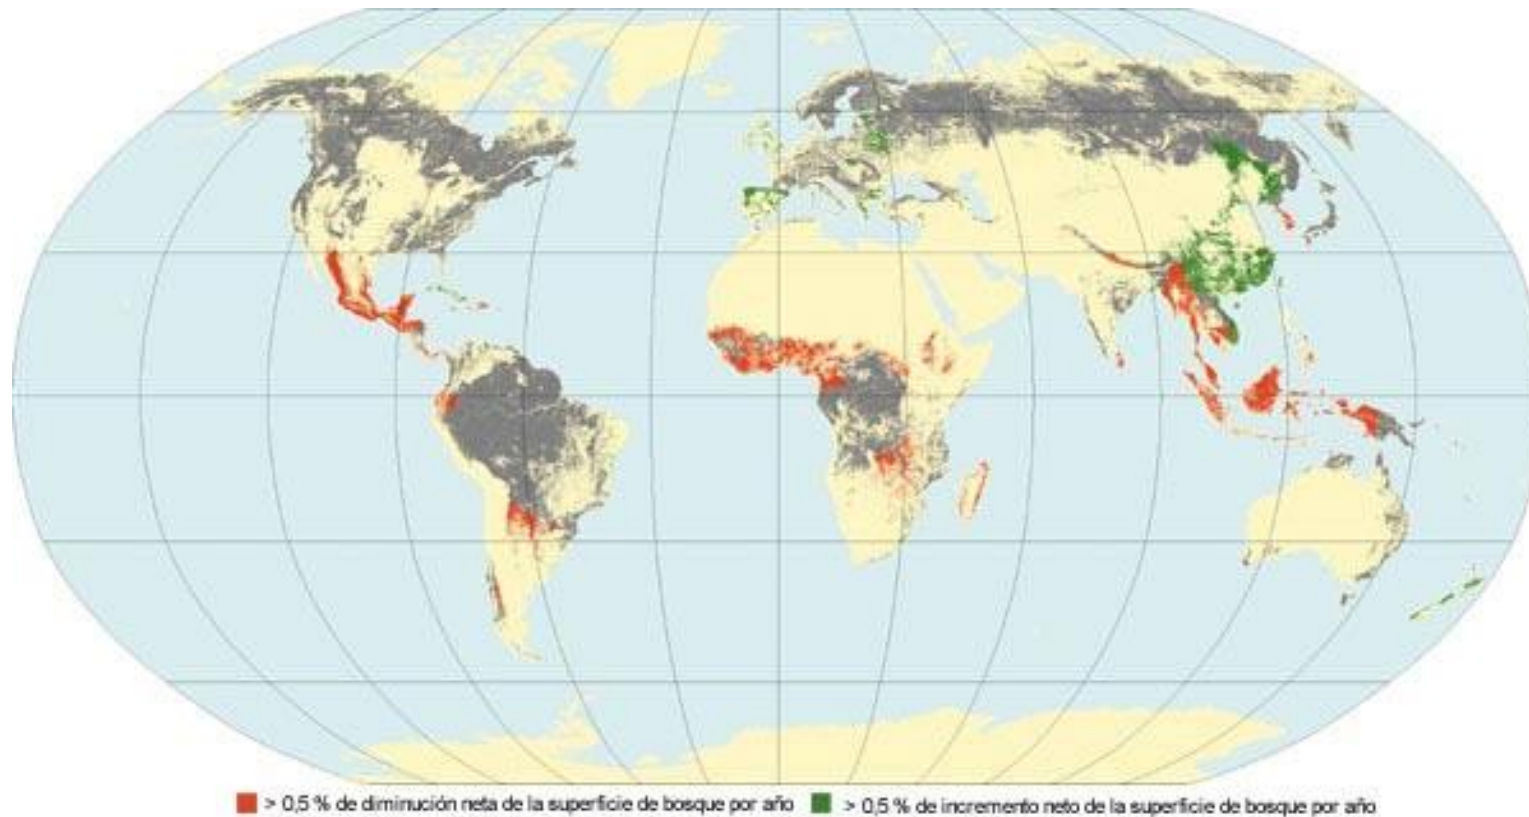 > 0,5 % de diminución neta de la superficie de bosque por año > 0,5 % de incremento neto de la superficie de bosque por año